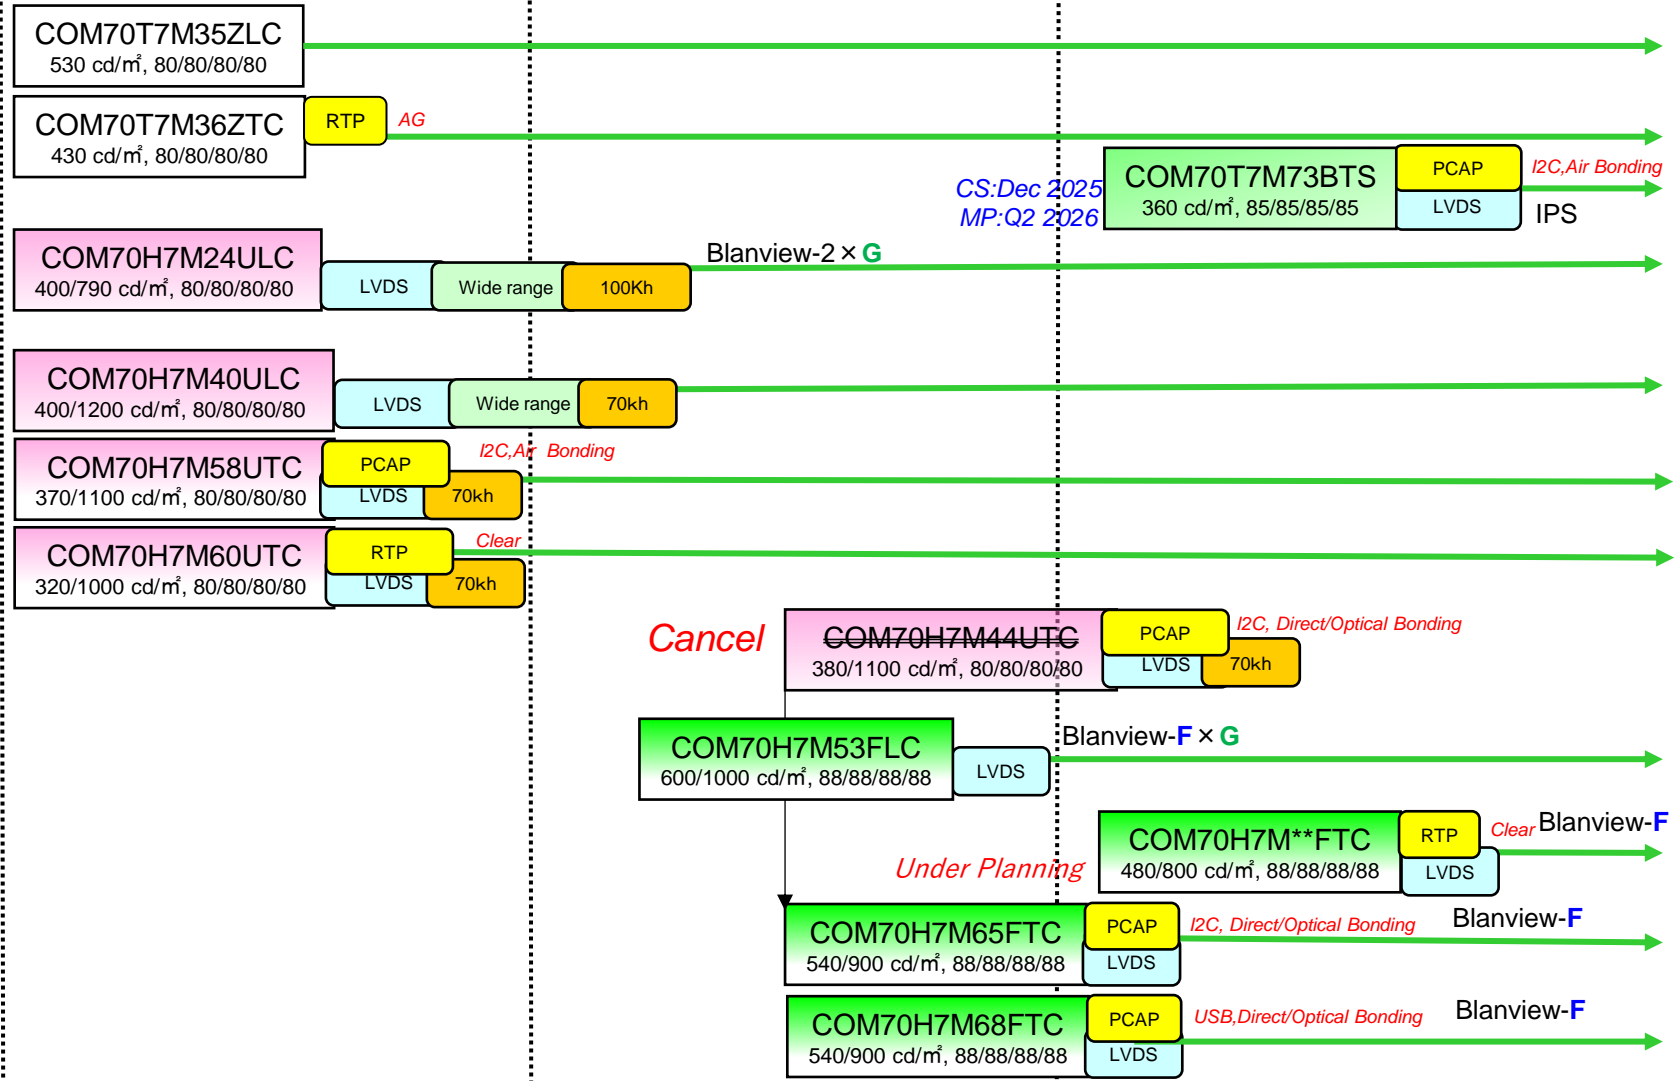 COM70T7M35ZLC
530 cd/㎡, 80/80/80/80
COM70T7M36ZTC
430 cd/㎡, 80/80/80/80
RTP
AG
CS:Dec 2025
MP:Q2 2026
COM70T7M73BTS
360 cd/㎡, 85/85/85/85
PCAP
LVDS
I2C,Air Bonding
IPS
COM70H7M24ULC
400/790 cd/㎡, 80/80/80/80
LVDS
Wide range
100Kh
Blanview-2×G
COM70H7M40ULC
400/1200 cd/㎡, 80/80/80/80
LVDS
Wide range
70kh
COM70H7M58UTC
370/1100 cd/㎡, 80/80/80/80
PCAP
LVDS
70kh
I2C,Air Bonding
COM70H7M60UTC
320/1000 cd/㎡, 80/80/80/80
RTP
LVDS
70kh
Clear
Cancel
COM70H7M44UTC
380/1100 cd/㎡, 80/80/80/80
PCAP
LVDS
70kh
I2C, Direct/Optical Bonding
COM70H7M53FLC
600/1000 cd/㎡, 88/88/88/88
LVDS
Blanview-F×G
Under Planning
COM70H7M**FTC
480/800 cd/㎡, 88/88/88/88
RTP
LVDS
Clear
Blanview-F
COM70H7M65FTC
540/900 cd/㎡, 88/88/88/88
PCAP
LVDS
I2C, Direct/Optical Bonding
Blanview-F
COM70H7M68FTC
540/900 cd/㎡, 88/88/88/88
PCAP
LVDS
USB,Direct/Optical Bonding
Blanview-F